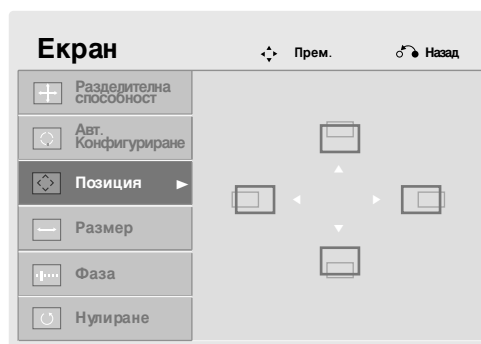 Екран
Прем.
Назад
Разделителна
способност
Авт.
Конфигуриране
Позиция
Размер
Фаза
Нулиране